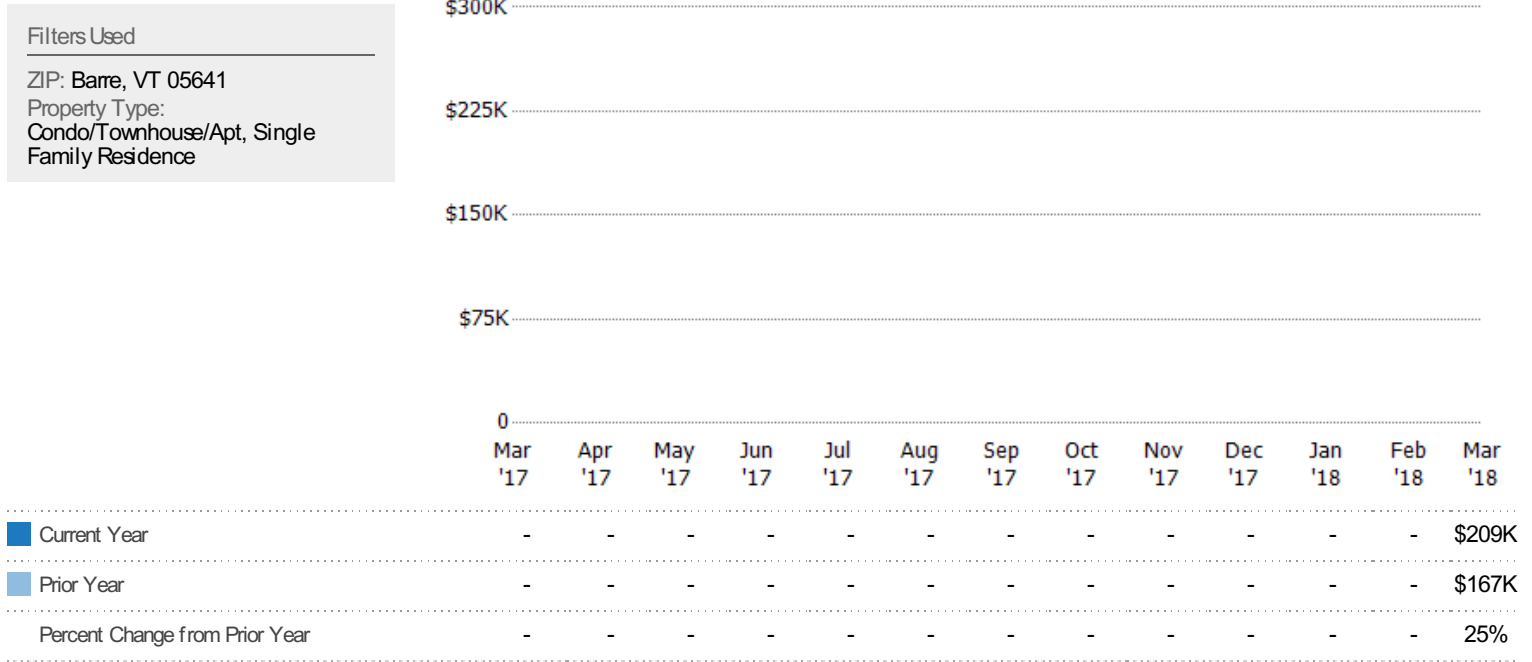 Filters Used
ZIP: Barre, VT 05641
Property Type:
Condo/Townhouse/Apt, Single
Family Residence
$300K
$225K
$150K
$75K
0
Mar Apr May Jun Jul Aug Sep Oct Nov Dec Jan Feb Mar
'17 '17 '17 '17 '17 '17 '17 '17 '17 '17 '18 '18 '18
Current Year - - - - - - - - - - - - $209K
Prior Year - - - - - - - - - - - - $167K
Percent Change from Prior Year - - - - - - - - - - - - 25%